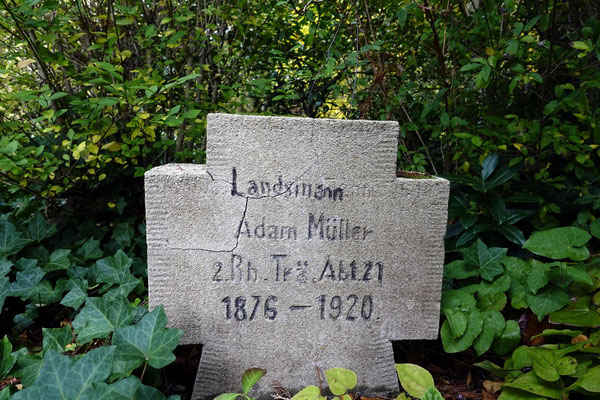 Landsmann
Adam Müller
2. Rh. Trä. Abt. 21
1876 – 1920